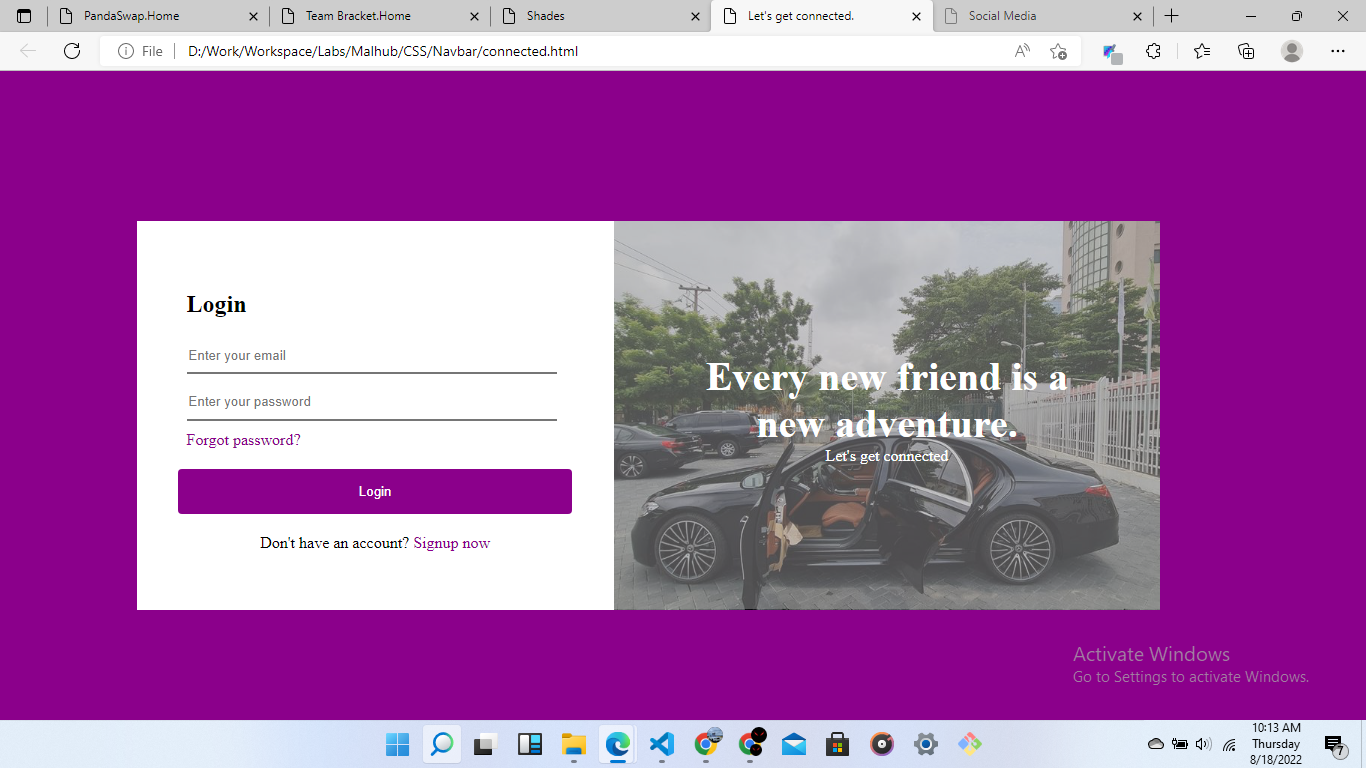 PandaSwap.Home
Team Bracket.Home
Shades
Let's get connected.
Social Media
File
D:/Work/Workspace/Labs/Malhub/CSS/Navbar/connected.html
Login
Enter your email
Enter your password
Forgot password?
Login
Don't have an account? Signup now
Every new friend is a
new adventure.
Let's get connected
Activate Windows
Go to Settings to activate Windows.
10:13 AM
Thursday
8/18/2022
7